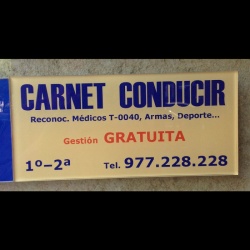 CARNET CONDUCIR
Reconoc. Médicos T-0040, Armas, Deporte...
Gestión GRATUITA
1º-2ª Tel. 977.228.228